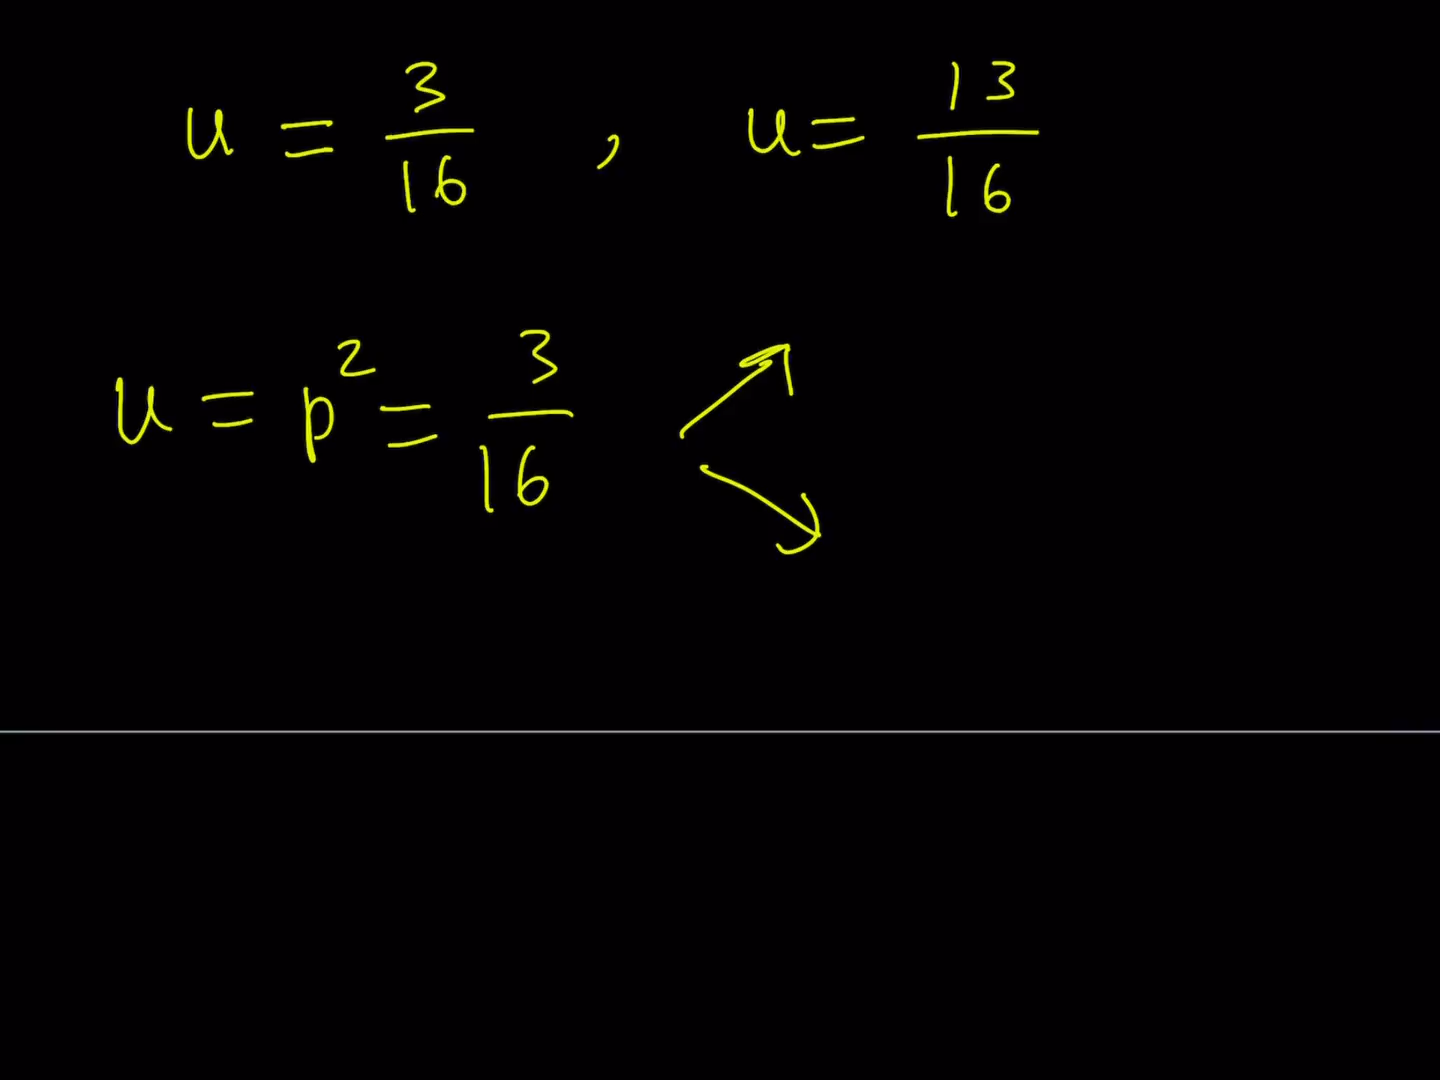 u = 3/16 , u = 13/16
u = p² = 3/16